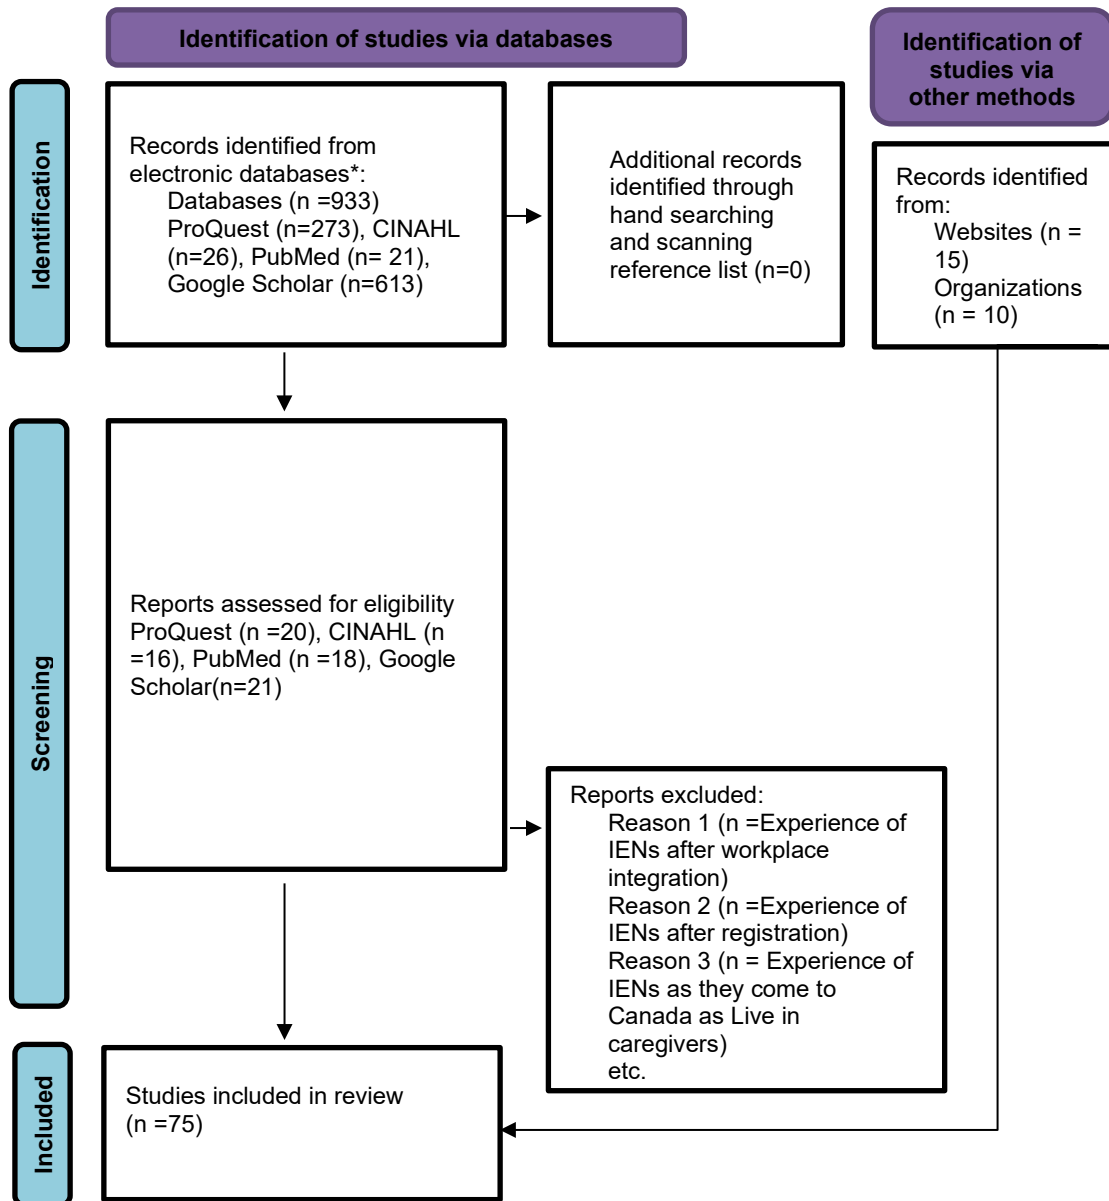 Identification of studies via databases
Identification of
studies via
other methods
Identification
Records identified from
electronic databases*:
Databases (n =933)
ProQuest (n=273), CINAHL
(n=26), PubMed (n= 21),
Google Scholar (n=613)
Additional records
identified through
hand searching
and scanning
reference list (n=0)
Records identified
from:
Websites (n =
15)
Organizations
(n = 10)
Screening
Reports assessed for eligibility
ProQuest (n =20), CINAHL (n
=16), PubMed (n =18), Google
Scholar(n=21)
Reports excluded:
Reason 1 (n =Experience of
IENs after workplace
integration)
Reason 2 (n =Experience of
IENs after registration)
Reason 3 (n = Experience of
IENs as they come to
Canada as Live in
caregivers)
etc.
Included
Studies included in review
(n =75)